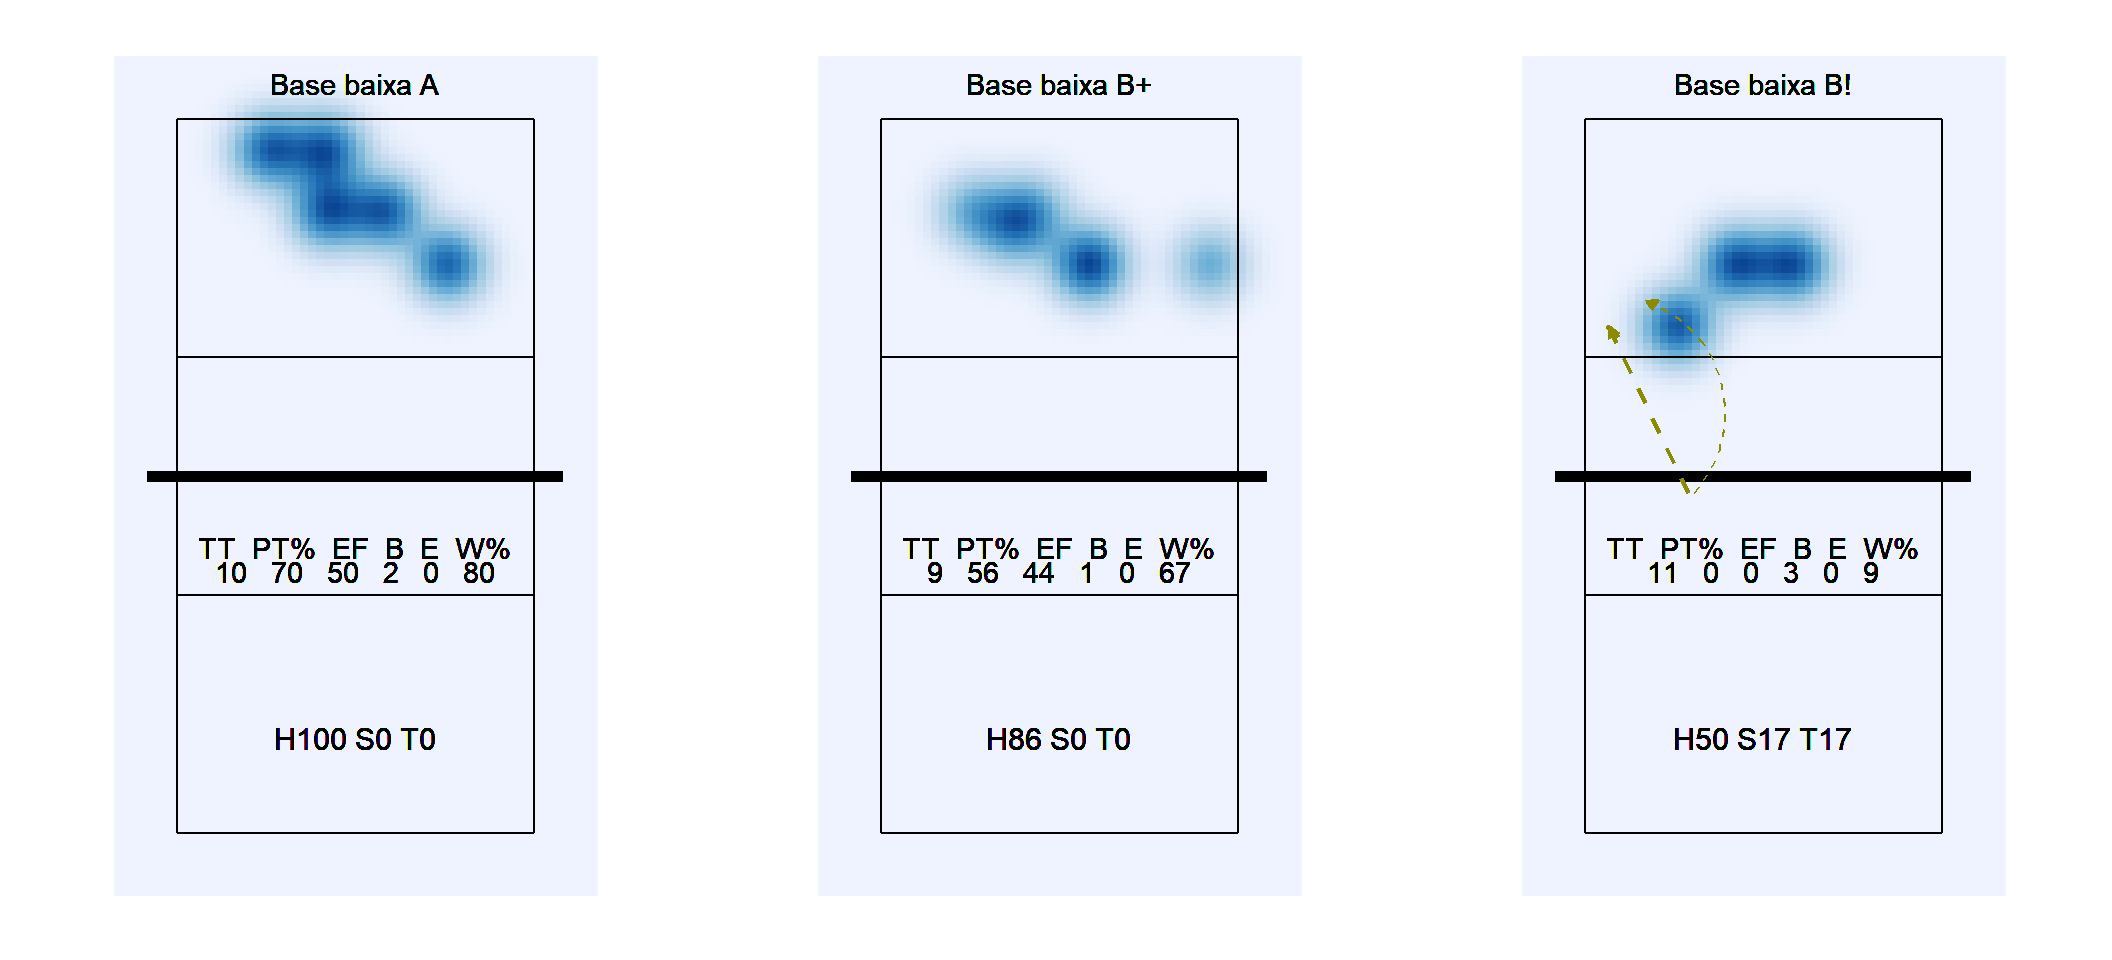 Base baixa A
TT PT% EF B E W%
10 70 50 2 0 80
H100 S0 T0
Base baixa B+
TT PT% EF B E W%
9 56 44 1 0 67
H86 S0 T0
Base baixa B!
TT PT% EF B E W%
11 0 0 3 0 9
H50 S17 T17